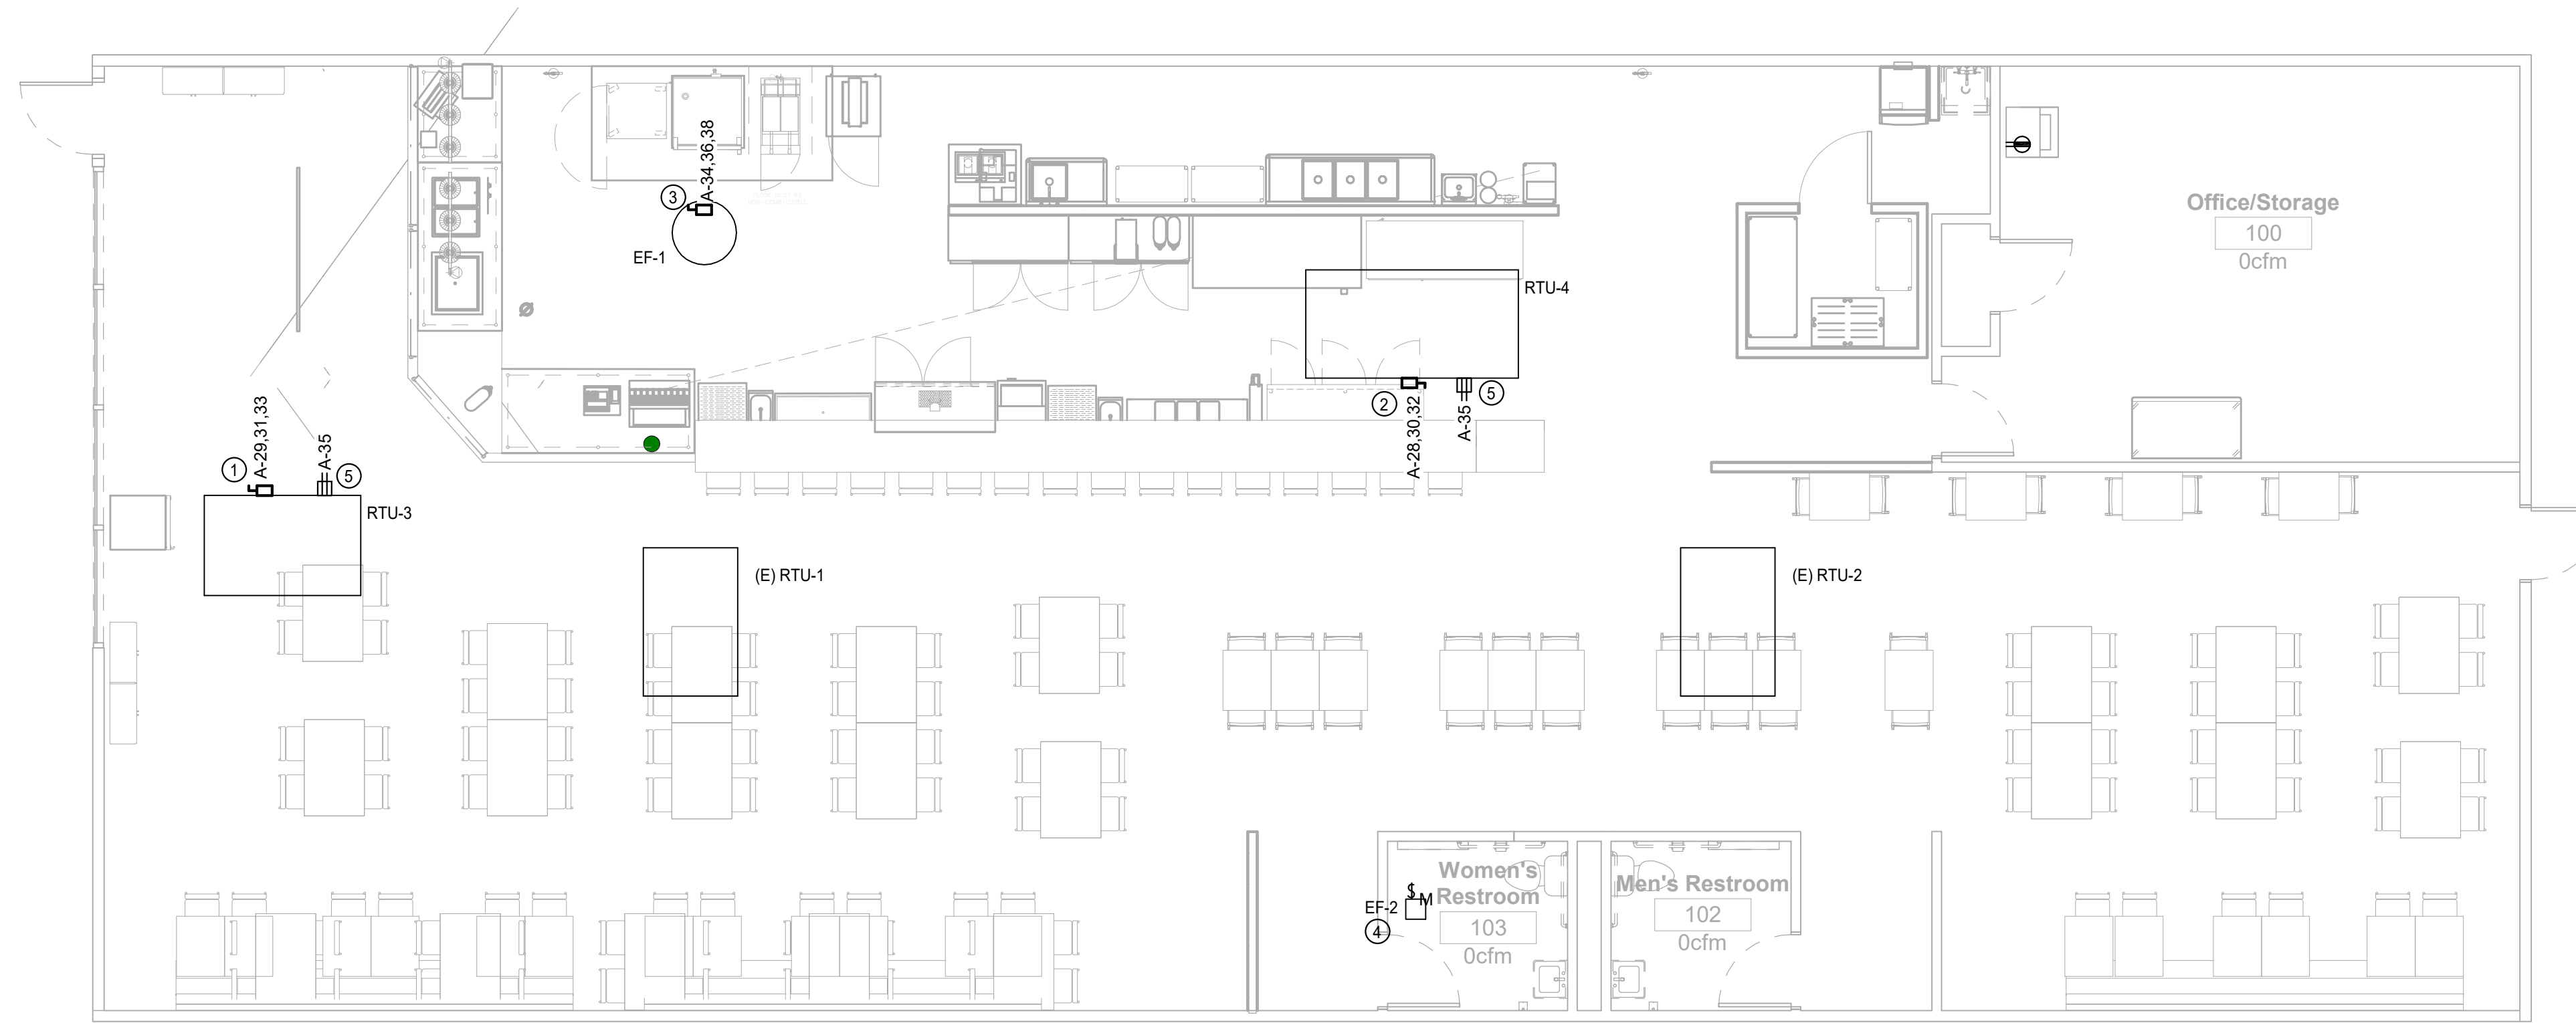 A-34,36,38
3
EF-1
Office/Storage
100
0cfm
RTU-4
2
A-28,30,32
A-35
5
1
A-29,31,33
A-35
5
RTU-3
(E) RTU-1
(E) RTU-2
Women's
Restroom
103
0cfm
Men's Restroom
102
0cfm
$
M
EF-2
4